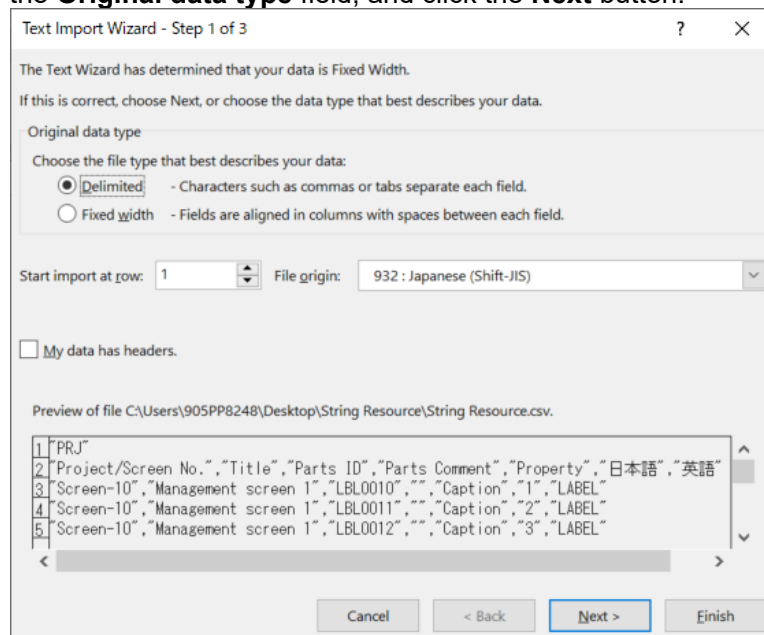 the Original data type field, and click the Next button.
Text Import Wizard - Step 1 of 3 ? ×
The Text Wizard has determined that your data is Fixed Width.
If this is correct, choose Next, or choose the data type that best describes your data.
Original data type
Choose the file type that best describes your data:
Delimited - Characters such as commas or tabs separate each field.
Fixed width - Fields are aligned in columns with spaces between each field.
Start import at row: 1 File origin: 932 : Japanese (Shift-JIS)
My data has headers.
Preview of file C:\Users\905PP8248\Desktop\String Resource\String Resource.csv.
1 "PRJ"
2 "Project/Screen No.","Title","Parts ID","Parts Comment","Property","日本語","英語"
3 "Screen-10","Management screen 1","LBL0010","","Caption","1","LABEL"
4 "Screen-10","Management screen 1","LBL0011","","Caption","2","LABEL"
5 "Screen-10","Management screen 1","LBL0012","","Caption","3","LABEL"
Cancel < Back Next > Finish